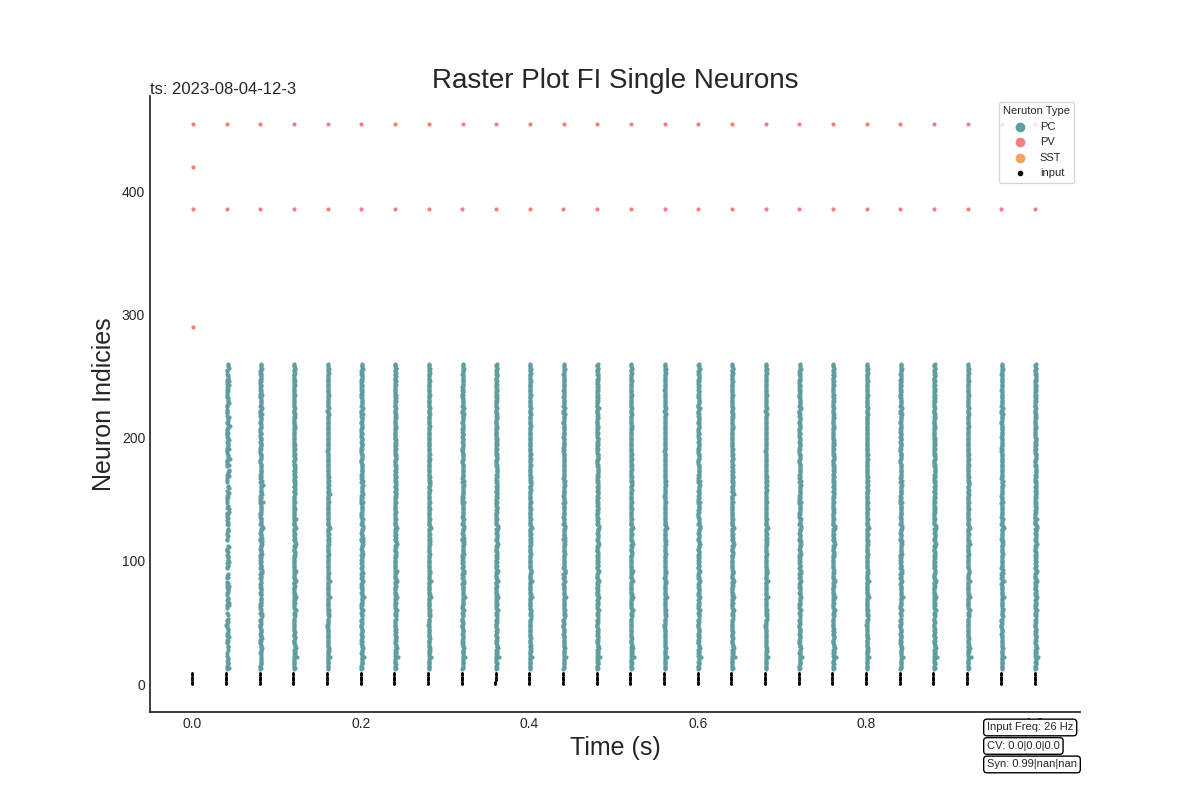 Raster Plot FI Single Neurons
ts: 2023-08-04-12-3
Neruton Type
PC
PV
SST
input
Neuron Indicies
400
300
200
100
0
0.0
0.2
0.4
0.6
0.8
Time (s)
Input Freq: 26 Hz
CV: 0.0|0.0|0.0
Syn: 0.99|nan|nan